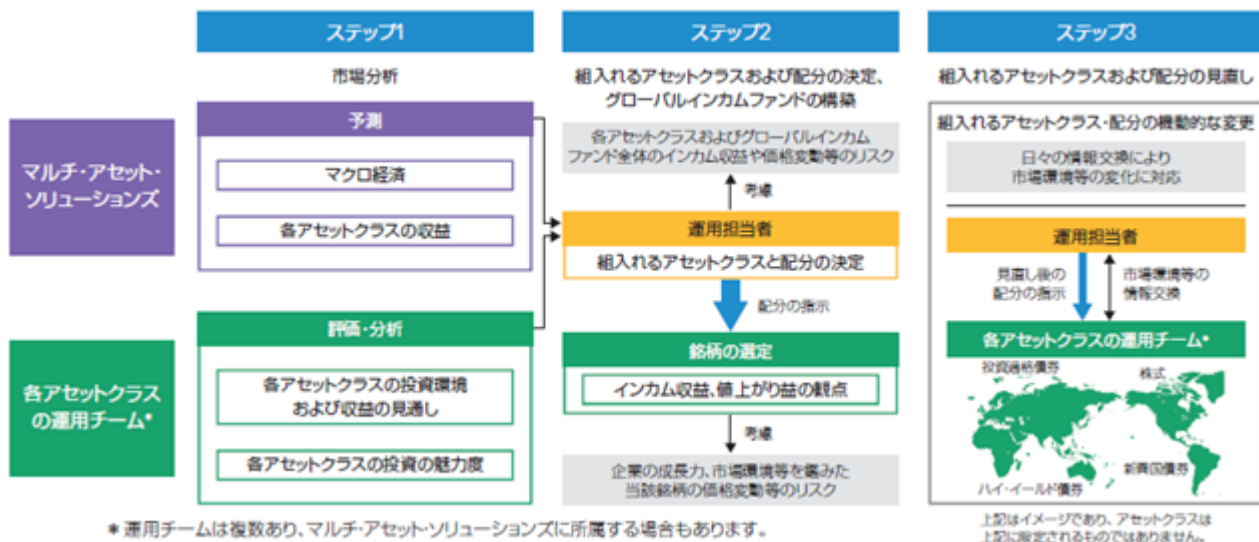 ステップ1
ステップ2
ステップ3
市場分析
組入れるアセットクラスおよび配分の決定、
グローバルインカムファンドの構築
組入れるアセットクラスおよび配分の見直し
マルチ・アセット・
ソリューションズ
予測
マクロ経済
各アセットクラスの収益
各アセットクラス
の運用チーム*
評価・分析
各アセットクラスの投資環境
および収益の見通し
各アセットクラスの投資の魅力度
各アセットクラスおよびグローバルインカム
ファンド全体のインカム収益や価格変動等のリスク
考慮
運用担当者
組入れるアセットクラスと配分の決定
配分の指示
銘柄の選定
インカム収益、値上がり益の観点
考慮
企業の成長力、市場環境等を鑑みた
当該銘柄の価格変動等のリスク
組入れるアセットクラス・配分の機動的な変更
日々の情報交換により
市場環境等の変化に対応
運用担当者
見直し後の
配分の指示
市場環境等の
情報交換
各アセットクラスの運用チーム*
投資適格債券
株式
新興国債券
ハイ・イールド債券
上記はイメージであり、アセットクラスは
上記に限定されるものではありません。
*運用チームは複数あり、マルチ・アセット・ソリューションズに所属する場合もあります。